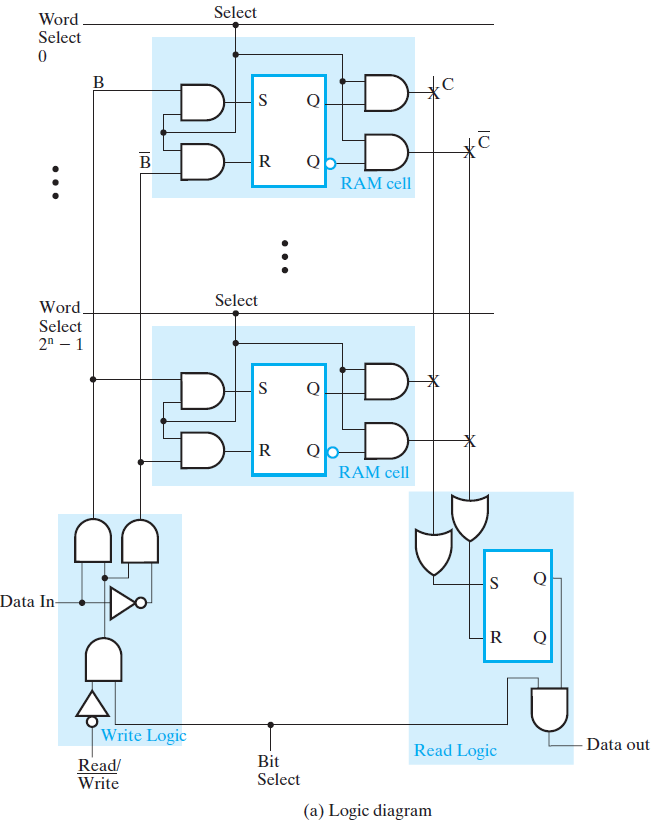 Select
Word
Select
0
B
S
Q
C
B̅
R
Q
C̅
RAM cell
Select
Word
Select
2ⁿ – 1
S
Q
R
Q
RAM cell
S
Q
Data In
R
Q
Write Logic
Read Logic
Data out
Read/
W̅r̅i̅t̅e̅
Bit
Select
(a) Logic diagram